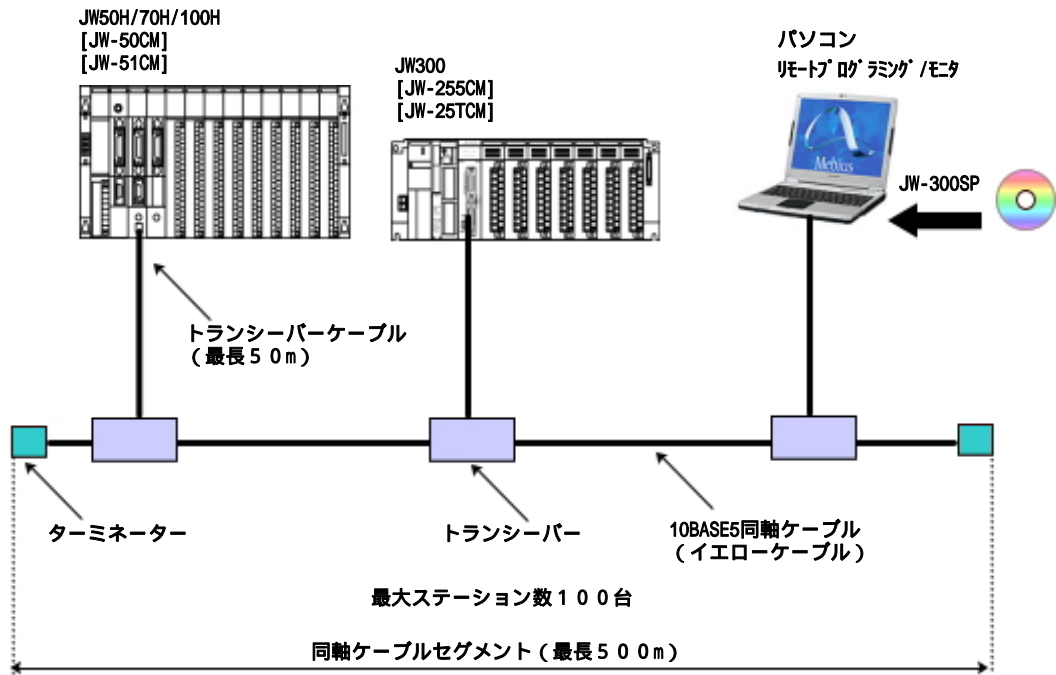 JW50H/70H/100H
[JW-50CM]
[JW-51CM]
JW300
[JW-255CM]
[JW-25TCM]
パソコン
ﾘﾓｰﾄﾌﾟﾛｸﾞﾗﾐﾝｸﾞ/ﾓﾆﾀ
Mebius
JW-300SP
トランシーバーケーブル
(最長５０m)
ターミネーター
トランシーバー
10BASE5同軸ケーブル
(イエローケーブル)
最大ステーション数１００台
同軸ケーブルセグメント(最長５００m)